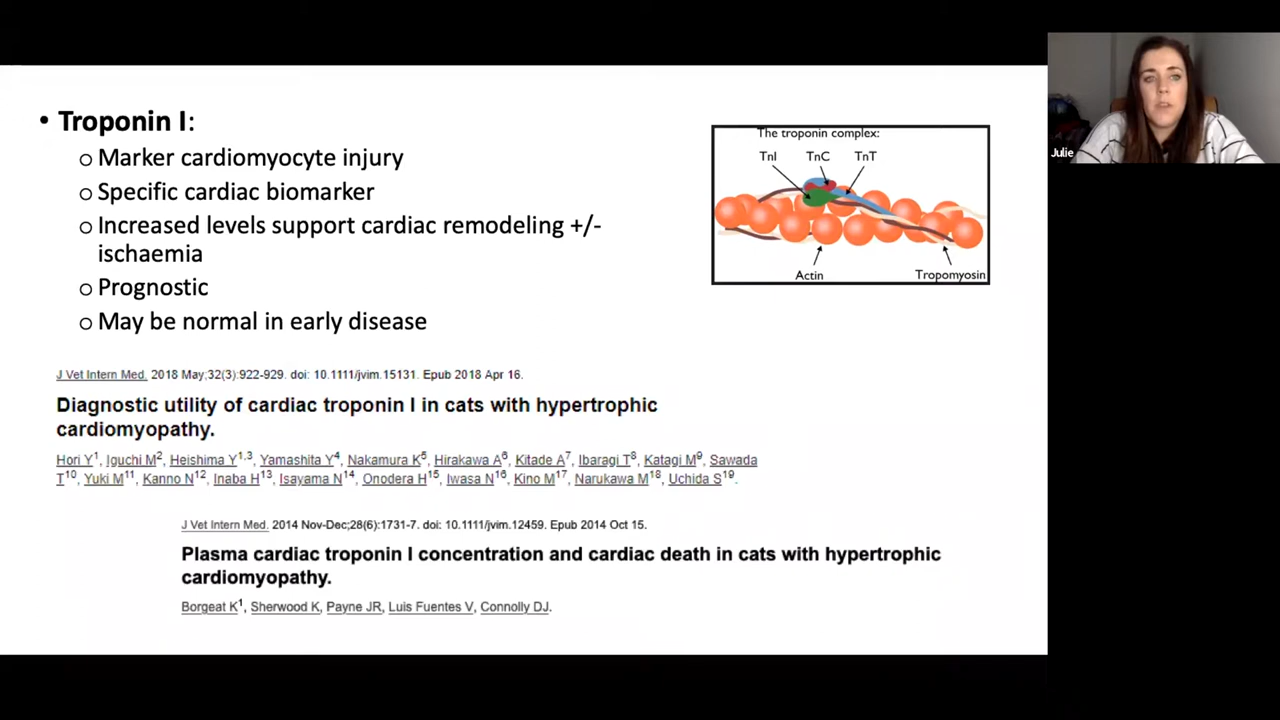 • Troponin I:
o Marker cardiomyocyte injury
o Specific cardiac biomarker
o Increased levels support cardiac remodeling +/-
ischaemia
o Prognostic
o May be normal in early disease
The troponin complex:
TnI TnC TnT
Actin Tropomyosin
Julie
J Vet Intern Med. 2018 May;32(3):922-929. doi: 10.1111/jvim.15131. Epub 2018 Apr 16.
Diagnostic utility of cardiac troponin I in cats with hypertrophic
cardiomyopathy.
Hori Y1, Iguchi M2, Heishima Y1,3, Yamashita Y4, Nakamura K5, Hirakawa A6, Kitade A7, Ibaragi T8, Katagi M9, Sawada
T10, Yuki M11, Kanno N12, Inaba H13, Isayama N14, Onodera H15, Iwasa N16, Kino M17, Narukawa M18, Uchida S19.
J Vet Intern Med. 2014 Nov-Dec;28(6):1731-7. doi: 10.1111/jvim.12459. Epub 2014 Oct 15.
Plasma cardiac troponin I concentration and cardiac death in cats with hypertrophic
cardiomyopathy.
Borgeat K1, Sherwood K, Payne JR, Luis Fuentes V, Connolly DJ.